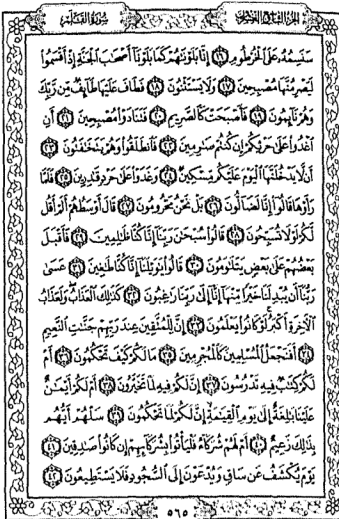 الجزء التاسع والعشرون سورة القلم
سَنَسِمُهُۥ عَلَى ٱلْخُرْطُومِ ﴿١٦﴾ إِنَّا بَلَوْنَٰهُمْ كَمَا بَلَوْنَآ أَصْحَٰبَ ٱلْجَنَّةِ إِذْ أَقْسَمُوا۟
لَيَصْرِمُنَّهَا مُصْبِحِينَ ﴿١٧﴾ وَلَا يَسْتَثْنُونَ ﴿١٨﴾ فَطَافَ عَلَيْهَا طَآئِفٌ مِّن رَّبِّكَ
وَهُمْ نَآئِمُونَ ﴿١٩﴾ فَأَصْبَحَتْ كَٱلصَّرِيمِ ﴿٢٠﴾ فَتَنَادَوْا۟ مُصْبِحِينَ ﴿٢١﴾ أَنِ
ٱغْدُوا۟ عَلَىٰ حَرْثِكُمْ إِن كُنتُمْ صَٰرِمِينَ ﴿٢٢﴾ فَٱنطَلَقُوا۟ وَهُمْ يَتَخَٰفَتُونَ ﴿٢٣﴾
أَن لَّا يَدْخُلَنَّهَا ٱلْيَوْمَ عَلَيْكُم مِّسْكِينٌ ﴿٢٤﴾ وَغَدَوْا۟ عَلَىٰ حَرْدٍ قَٰدِرِينَ ﴿٢٥﴾ فَلَمَّا
رَأَوْهَا قَالُوٓا۟ إِنَّا لَضَآلُّونَ ﴿٢٦﴾ بَلْ نَحْنُ مَحْرُومُونَ ﴿٢٧﴾ قَالَ أَوْسَطُهُمْ أَلَمْ أَقُل
لَّكُمْ لَوْلَا تُسَبِّحُونَ ﴿٢٨﴾ قَالُوا۟ سُبْحَٰنَ رَبِّنَآ إِنَّا كُنَّا ظَٰلِمِينَ ﴿٢٩﴾ فَأَقْبَلَ
بَعْضُهُمْ عَلَىٰ بَعْضٍ يَتَلَٰوَمُونَ ﴿٣٠﴾ قَالُوا۟ يَٰوَيْلَنَآ إِنَّا كُنَّا طَٰغِينَ ﴿٣١﴾ عَسَىٰ
رَبُّنَآ أَن يُبْدِلَنَا خَيْرًا مِّنْهَآ إِنَّآ إِلَىٰ رَبِّنَا رَٰغِبُونَ ﴿٣٢﴾ كَذَٰلِكَ ٱلْعَذَابُ وَلَعَذَابُ
ٱلْءَاخِرَةِ أَكْبَرُ لَوْ كَانُوا۟ يَعْلَمُونَ ﴿٣٣﴾ إِنَّ لِلْمُتَّقِينَ عِندَ رَبِّهِمْ جَنَّٰتِ ٱلنَّعِيمِ
﴿٣٤﴾ أَفَنَجْعَلُ ٱلْمُسْلِمِينَ كَٱلْمُجْرِمِينَ ﴿٣٥﴾ مَا لَكُمْ كَيْفَ تَحْكُمُونَ ﴿٣٦﴾ أَمْ
لَكُمْ كِتَٰبٌ فِيهِ تَدْرُسُونَ ﴿٣٧﴾ إِنَّ لَكُمْ فِيهِ لَمَا تَخَيَّرُونَ ﴿٣٨﴾ أَمْ لَكُمْ أَيْمَٰنٌ
عَلَيْنَا بَٰلِغَةٌ إِلَىٰ يَوْمِ ٱلْقِيَٰمَةِ إِنَّ لَكُمْ لَمَا تَحْكُمُونَ ﴿٣٩﴾ سَلْهُمْ أَيُّهُم
بِذَٰلِكَ زَعِيمٌ ﴿٤٠﴾ أَمْ لَهُمْ شُرَكَآءُ فَلْيَأْتُوا۟ بِشُرَكَآئِهِمْ إِن كَانُوا۟ صَٰدِقِينَ ﴿٤١﴾
يَوْمَ يُكْشَفُ عَن سَاقٍ وَيُدْعَوْنَ إِلَى ٱلسُّجُودِ فَلَا يَسْتَطِيعُونَ ﴿٤٢﴾
٥٦٥